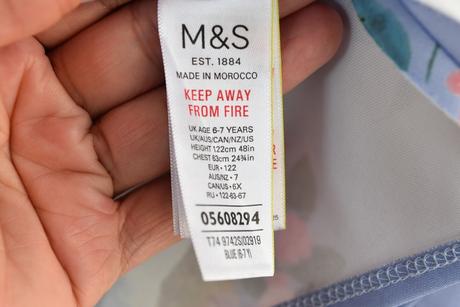 M&S
EST. 1884
MADE IN MOROCCO
KEEP AWAY
FROM FIRE
UK AGE 6-7 YEARS
UK/AUS/CAN/NZ/US
HEIGHT 122cm 48in
CHEST 63cm 24¾in
EUR • 122
AUS/NZ • 7
CAN/US • 6X
RU • 122-63-67
05608294
T74 9742S/02919
BLUE (6-7Y)